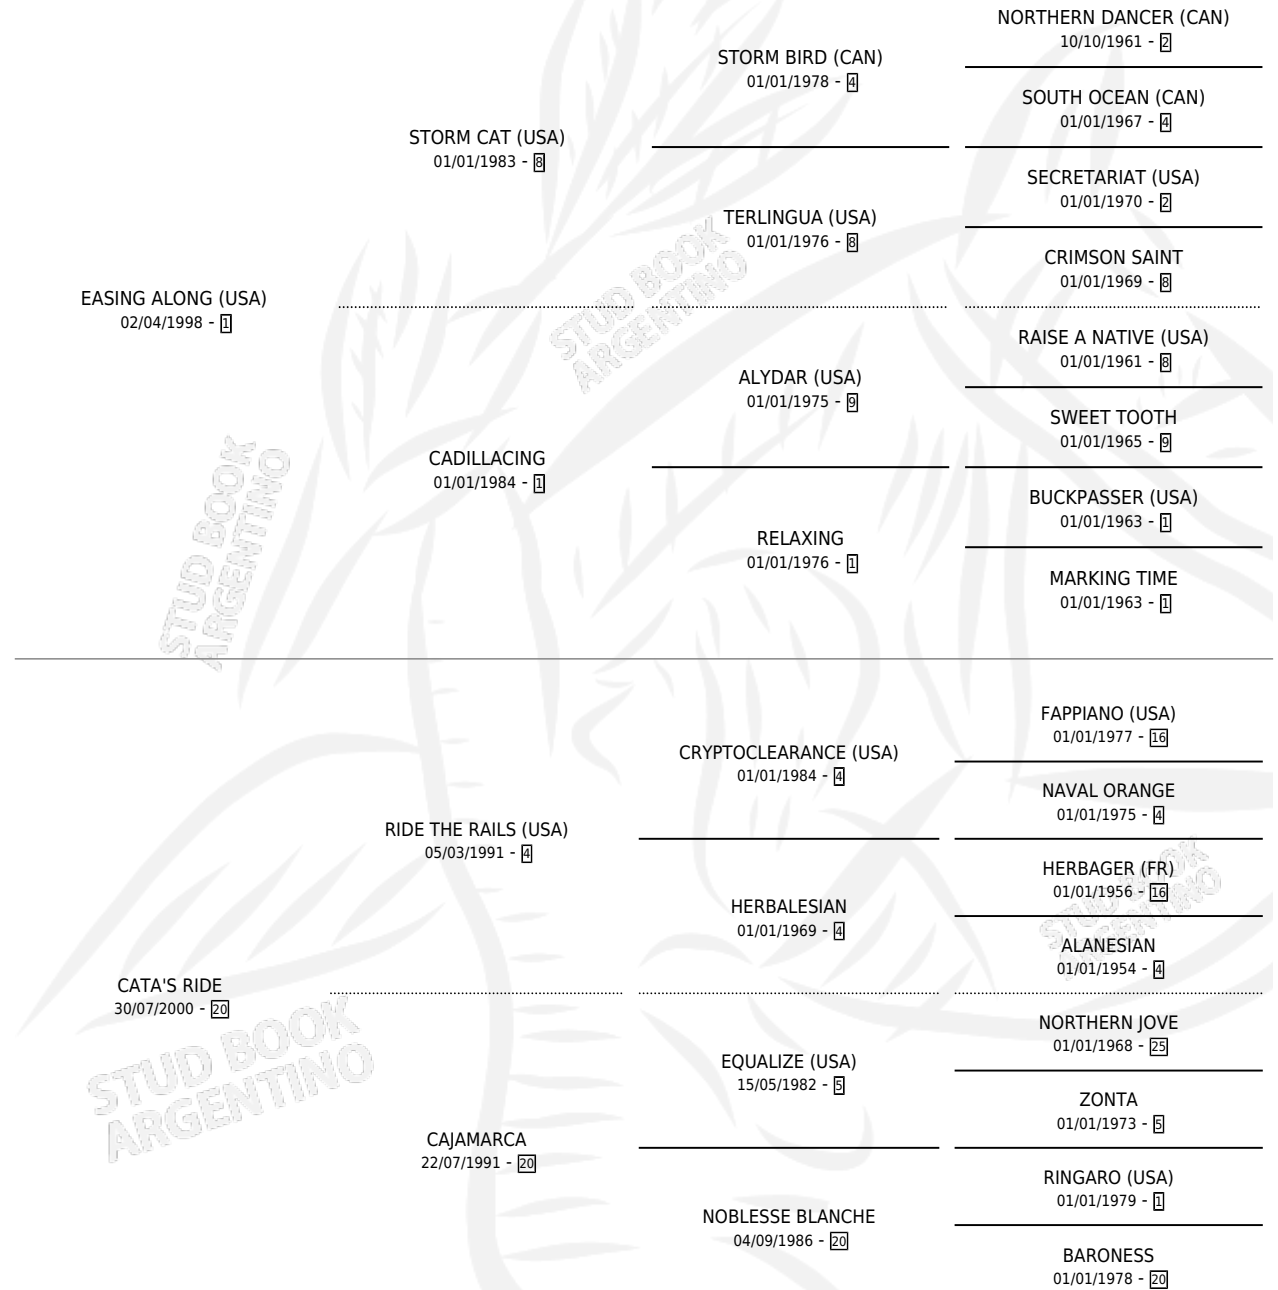 NORTHERN DANCER (CAN)
10/10/1961 - 2
STORM BIRD (CAN)
01/01/1978 - 4
SOUTH OCEAN (CAN)
01/01/1967 - 4
STORM CAT (USA)
01/01/1983 - 8
SECRETARIAT (USA)
01/01/1970 - 2
TERLINGUA (USA)
01/01/1976 - 8
CRIMSON SAINT
01/01/1969 - 8
EASING ALONG (USA)
02/04/1998 - 1
RAISE A NATIVE (USA)
01/01/1961 - 8
ALYDAR (USA)
01/01/1975 - 9
SWEET TOOTH
01/01/1965 - 9
CADILLACING
01/01/1984 - 1
BUCKPASSER (USA)
01/01/1963 - 1
RELAXING
01/01/1976 - 1
MARKING TIME
01/01/1963 - 1
FAPPIANO (USA)
01/01/1977 - 16
CRYPTOCLEARANCE (USA)
01/01/1984 - 4
NAVAL ORANGE
01/01/1975 - 4
RIDE THE RAILS (USA)
05/03/1991 - 4
HERBAGER (FR)
01/01/1956 - 16
HERBALESIAN
01/01/1969 - 4
ALANESIAN
01/01/1954 - 4
CATA'S RIDE
30/07/2000 - 20
NORTHERN JOVE
01/01/1968 - 25
EQUALIZE (USA)
15/05/1982 - 5
ZONTA
01/01/1973 - 5
CAJAMARCA
22/07/1991 - 20
RINGARO (USA)
01/01/1979 - 1
NOBLESSE BLANCHE
04/09/1986 - 20
BARONESS
01/01/1978 - 20
STUD BOOK
ARGENTINO
STUD BOOK
ARGENTINO
STUD BOOK
ARGENTINO
STUD BOOK
ARGENTINO